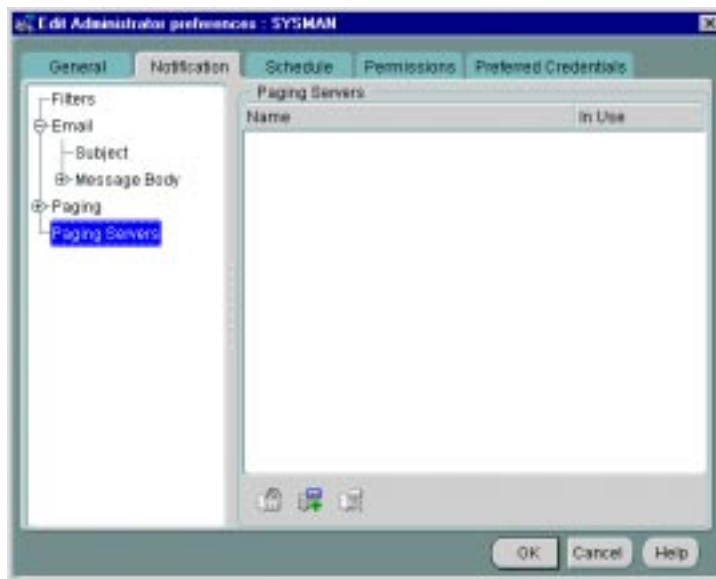 Edit Administrator preferences : SYSMAN
General
Notification
Schedule
Permissions
Preferred Credentials
Filters
Email
Subject
Message Body
Paging
Paging Servers
Paging Servers
Name
In Use
OK
Cancel
Help